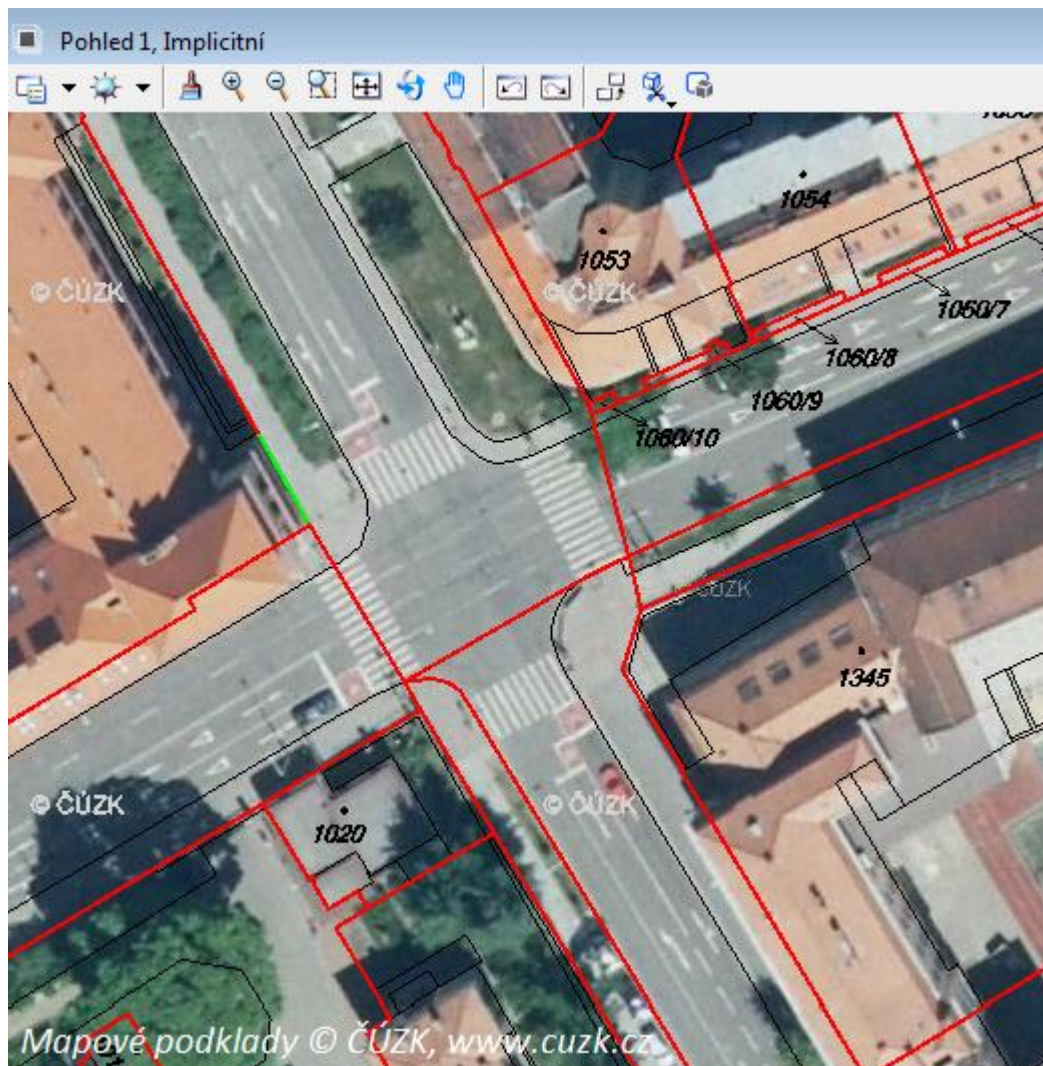 Pohled 1, Implicitní
1054
1053
© ČÚZK
© ČÚZK
1050/7
1060/8
1060/9
1060/10
© ČÚZK
1345
© ČÚZK
© ČÚZK
1020
Mapové podklady © ČÚZK, www.cuzk.cz